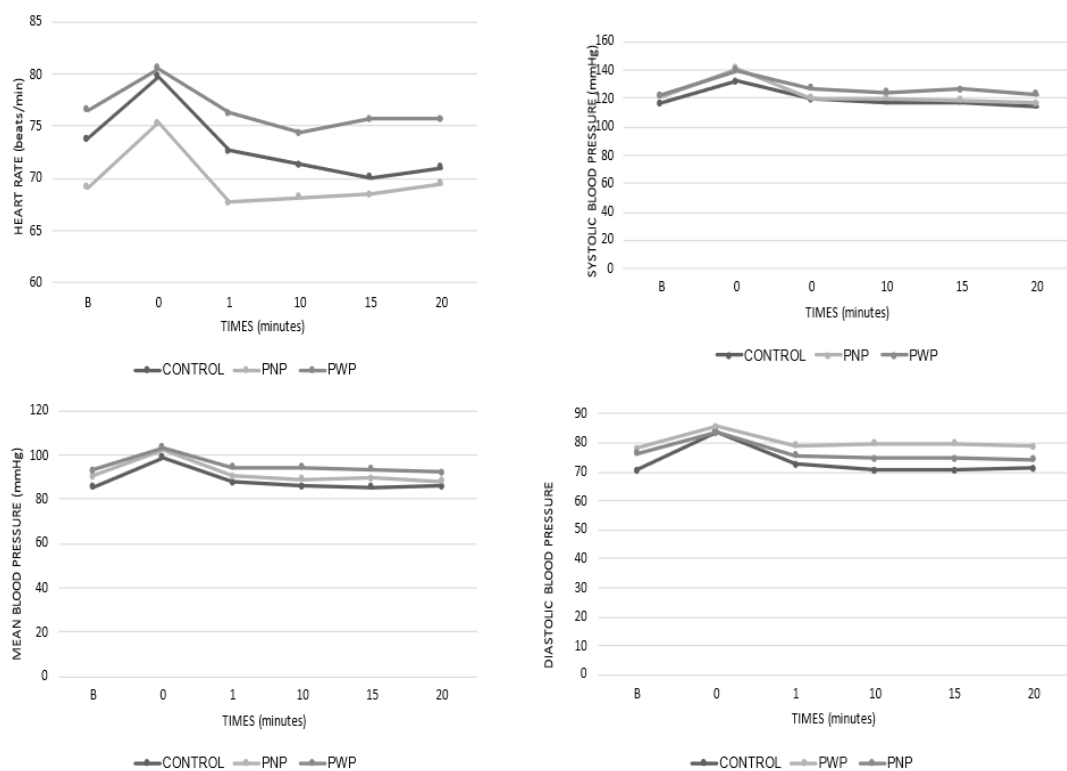 HEART RATE (beats/min)
85
80
75
70
65
60
B 0 1 10 15 20
TIMES (minutes)
CONTROL PNP PWP
SYSTOLIC BLOOD PRESSURE (mmHg)
160
140
120
100
80
60
40
20
0
B 0 0 10 15 20
TIMES (minutes)
CONTROL PNP PWP
MEAN BLOOD PRESSURE (mmHg)
120
100
80
60
40
20
0
B 0 1 10 15 20
TIMES (minutes)
CONTROL PNP PWP
DIASTOLIC BLOOD PRESSURE
90
80
70
60
50
40
30
20
10
0
B 0 1 10 15 20
TIMES (minutes)
CONTROL PWP PNP